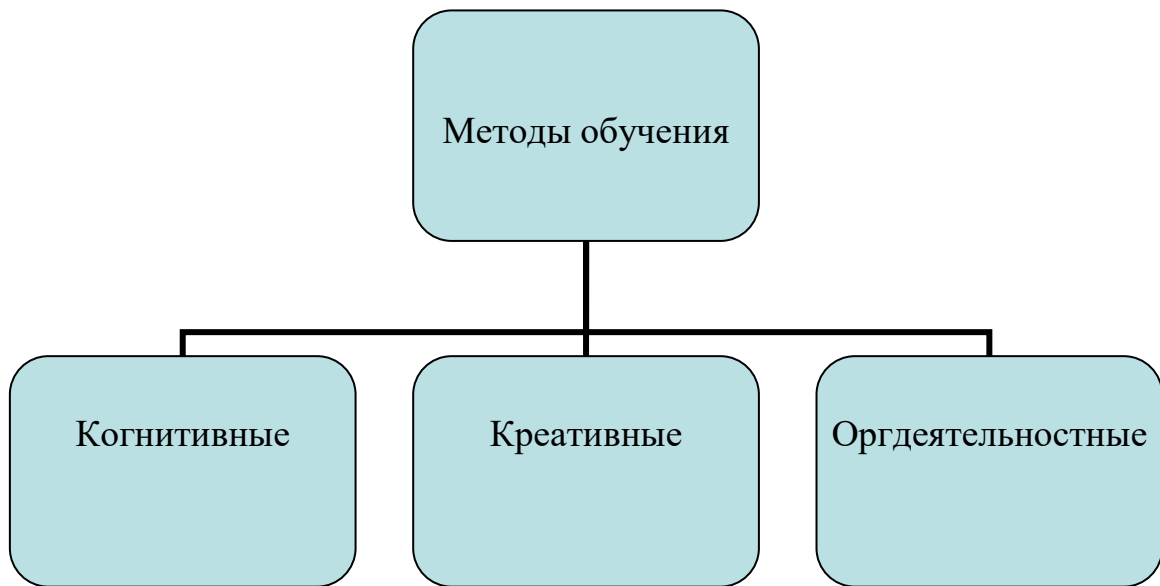 Методы обучения
Когнитивные
Креативные
Оргдеятельностные